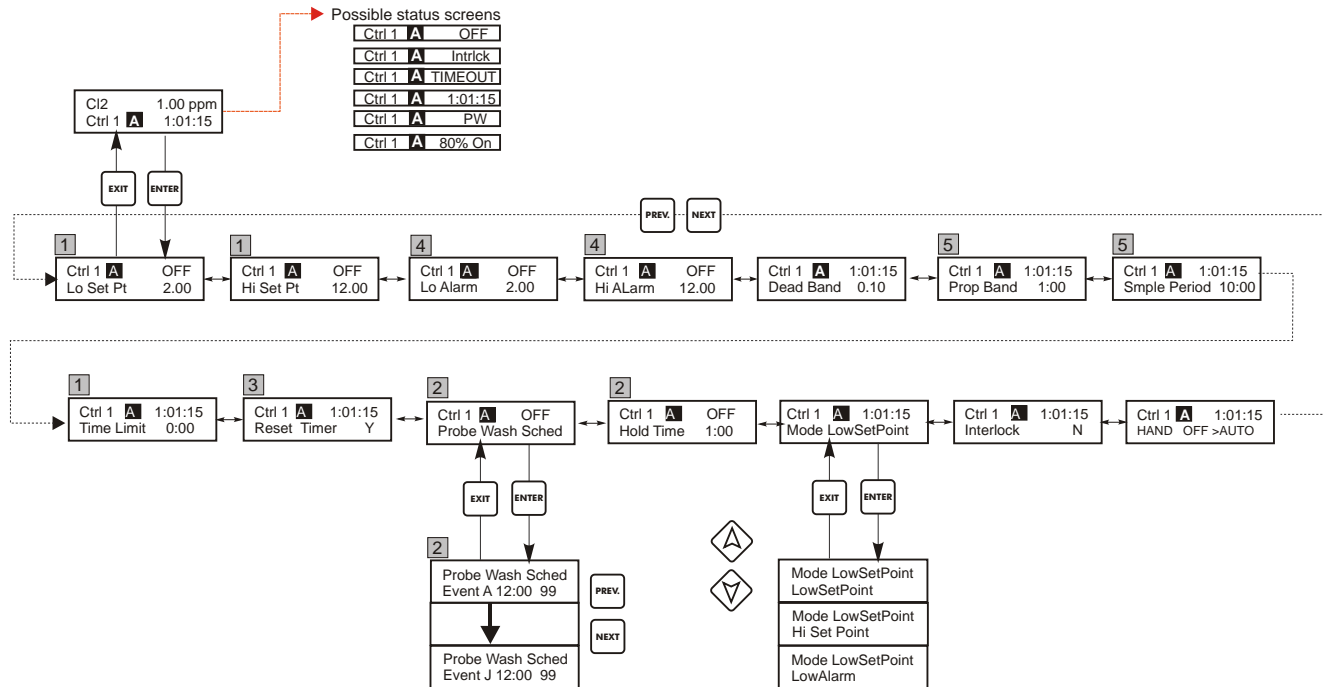 Possible status screens
Ctrl 1 A OFF
Ctrl 1 A Intrlck
Ctrl 1 A TIMEOUT
Ctrl 1 A 1:01:15
Ctrl 1 A PW
Ctrl 1 A 80% On
Cl2 1.00 ppm
Ctrl 1 A 1:01:15
EXIT
ENTER
PREV.
NEXT
1
Ctrl 1 A OFF
Lo Set Pt 2.00
1
Ctrl 1 A OFF
Hi Set Pt 12.00
4
Ctrl 1 A OFF
Lo Alarm 2.00
4
Ctrl 1 A OFF
Hi ALarm 12.00
Ctrl 1 A 1:01:15
Dead Band 0.10
5
Ctrl 1 A 1:01:15
Prop Band 1:00
5
Ctrl 1 A 1:01:15
Smple Period 10:00
1
Ctrl 1 A 1:01:15
Time Limit 0:00
3
Ctrl 1 A 1:01:15
Reset Timer Y
2
Ctrl 1 A OFF
Probe Wash Sched
2
Ctrl 1 A OFF
Hold Time 1:00
Ctrl 1 A 1:01:15
Mode LowSetPoint
Ctrl 1 A 1:01:15
Interlock N
Ctrl 1 A 1:01:15
HAND OFF >AUTO
EXIT
ENTER
EXIT
ENTER
2
Probe Wash Sched
Event A 12:00 99
Probe Wash Sched
Event J 12:00 99
PREV.
NEXT
Mode LowSetPoint
LowSetPoint
Mode LowSetPoint
Hi Set Point
Mode LowSetPoint
LowAlarm